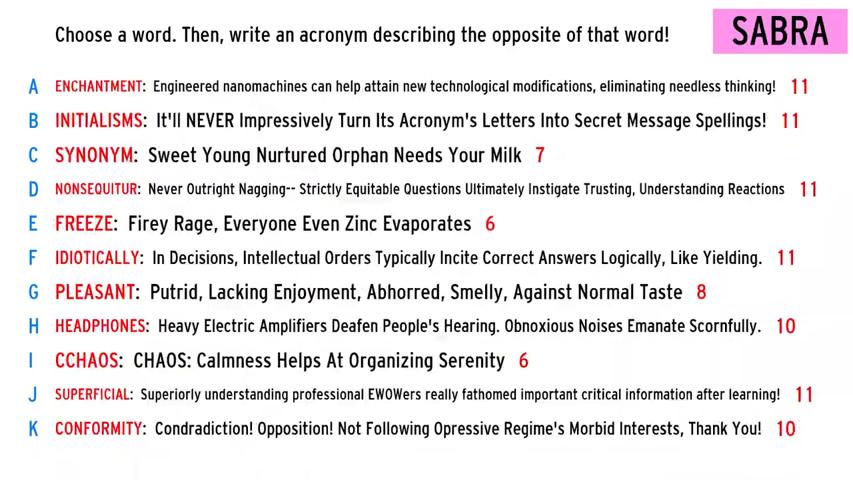 Choose a word. Then, write an acronym describing the opposite of that word!
SABRA
A ENCHANTMENT: Engineered nanomachines can help attain new technological modifications, eliminating needless thinking! 11
B INITIALISMS: It'll NEVER Impressively Turn Its Acronym's Letters Into Secret Message Spellings! 11
C SYNONYM: Sweet Young Nurtured Orphan Needs Your Milk 7
D NONSEQUITUR: Never Outright Nagging-- Strictly Equitable Questions Ultimately Instigate Trusting, Understanding Reactions 11
E FREEZE: Firey Rage, Everyone Even Zinc Evaporates 6
F IDIOTICALLY: In Decisions, Intellectual Orders Typically Incite Correct Answers Logically, Like Yielding. 11
G PLEASANT: Putrid, Lacking Enjoyment, Abhorred, Smelly, Against Normal Taste 8
H HEADPHONES: Heavy Electric Amplifiers Deafen People's Hearing. Obnoxious Noises Emanate Scornfully. 10
I CCHAOS: CHAOS: Calmness Helps At Organizing Serenity 6
J SUPERFICIAL: Superiorly understanding professional EWOWers really fathomed important critical information after learning! 11
K CONFORMITY: Condradiction! Opposition! Not Following Opressive Regime's Morbid Interests, Thank You! 10